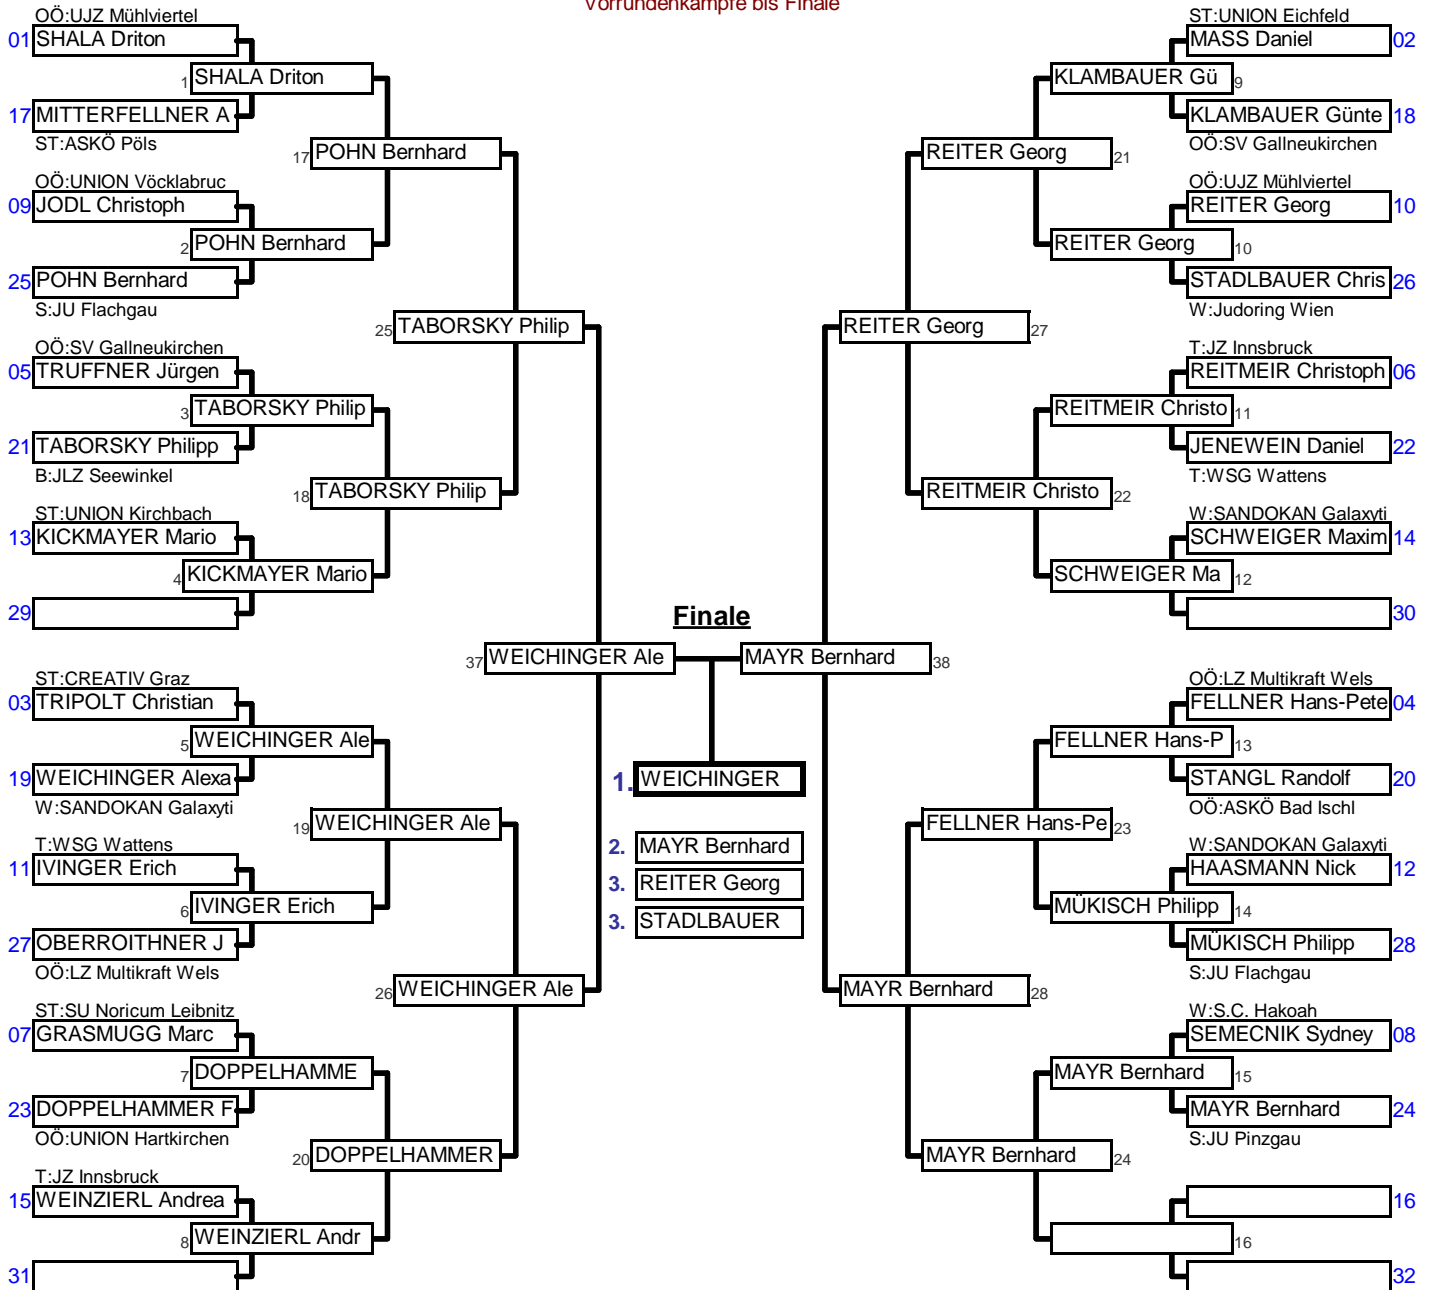 Vorrundenkämpfe bis Finale
OÖ:UJZ Mühlviertel
01 SHALA Driton
1 SHALA Driton
17 MITTERFELLNER A
ST:ASKÖ Pöls
17 POHN Bernhard
OÖ:UNION Vöcklabruc
09 JODL Christoph
2 POHN Bernhard
25 POHN Bernhard
S:JU Flachgau
25 TABORSKY Philip
OÖ:SV Gallneukirchen
05 TRUFFNER Jürgen
3 TABORSKY Philip
21 TABORSKY Philipp
B:JLZ Seewinkel
18 TABORSKY Philip
ST:UNION Kirchbach
13 KICKMAYER Mario
4 KICKMAYER Mario
29
37 WEICHINGER Ale
ST:CREATIV Graz
03 TRIPOLT Christian
5 WEICHINGER Ale
19 WEICHINGER Alexa
W:SANDOKAN Galaxyti
19 WEICHINGER Ale
T:WSG Wattens
11 IVINGER Erich
6 IVINGER Erich
27 OBERROITHNER J
OÖ:LZ Multikraft Wels
26 WEICHINGER Ale
ST:SU Noricum Leibnitz
07 GRASMUGG Marc
7 DOPPELHAMME
23 DOPPELHAMMER F
OÖ:UNION Hartkirchen
20 DOPPELHAMMER
T:JZ Innsbruck
15 WEINZIERL Andrea
8 WEINZIERL Andr
31
Finale
1. WEICHINGER
2. MAYR Bernhard
3. REITER Georg
3. STADLBAUER
ST:UNION Eichfeld
MASS Daniel 02
KLAMBAUER Gü 9
KLAMBAUER Günte 18
OÖ:SV Gallneukirchen
REITER Georg 21
OÖ:UJZ Mühlviertel
REITER Georg 10
REITER Georg 10
STADLBAUER Chris 26
W:Judoring Wien
REITER Georg 27
T:JZ Innsbruck
REITMEIR Christoph 06
REITMEIR Christo 11
JENEWEIN Daniel 22
T:WSG Wattens
REITMEIR Christo 22
W:SANDOKAN Galaxyti
SCHWEIGER Maxim 14
SCHWEIGER Ma 12
30
MAYR Bernhard 38
OÖ:LZ Multikraft Wels
FELLNER Hans-Pete 04
FELLNER Hans-P 13
STANGL Randolf 20
OÖ:ASKÖ Bad Ischl
FELLNER Hans-Pe 23
W:SANDOKAN Galaxyti
HAASMANN Nick 12
MÜKISCH Philipp 14
MÜKISCH Philipp 28
S:JU Flachgau
MAYR Bernhard 28
W:S.C. Hakoah
SEMECNIK Sydney 08
MAYR Bernhard 15
MAYR Bernhard 24
S:JU Pinzgau
MAYR Bernhard 24
16
16
32